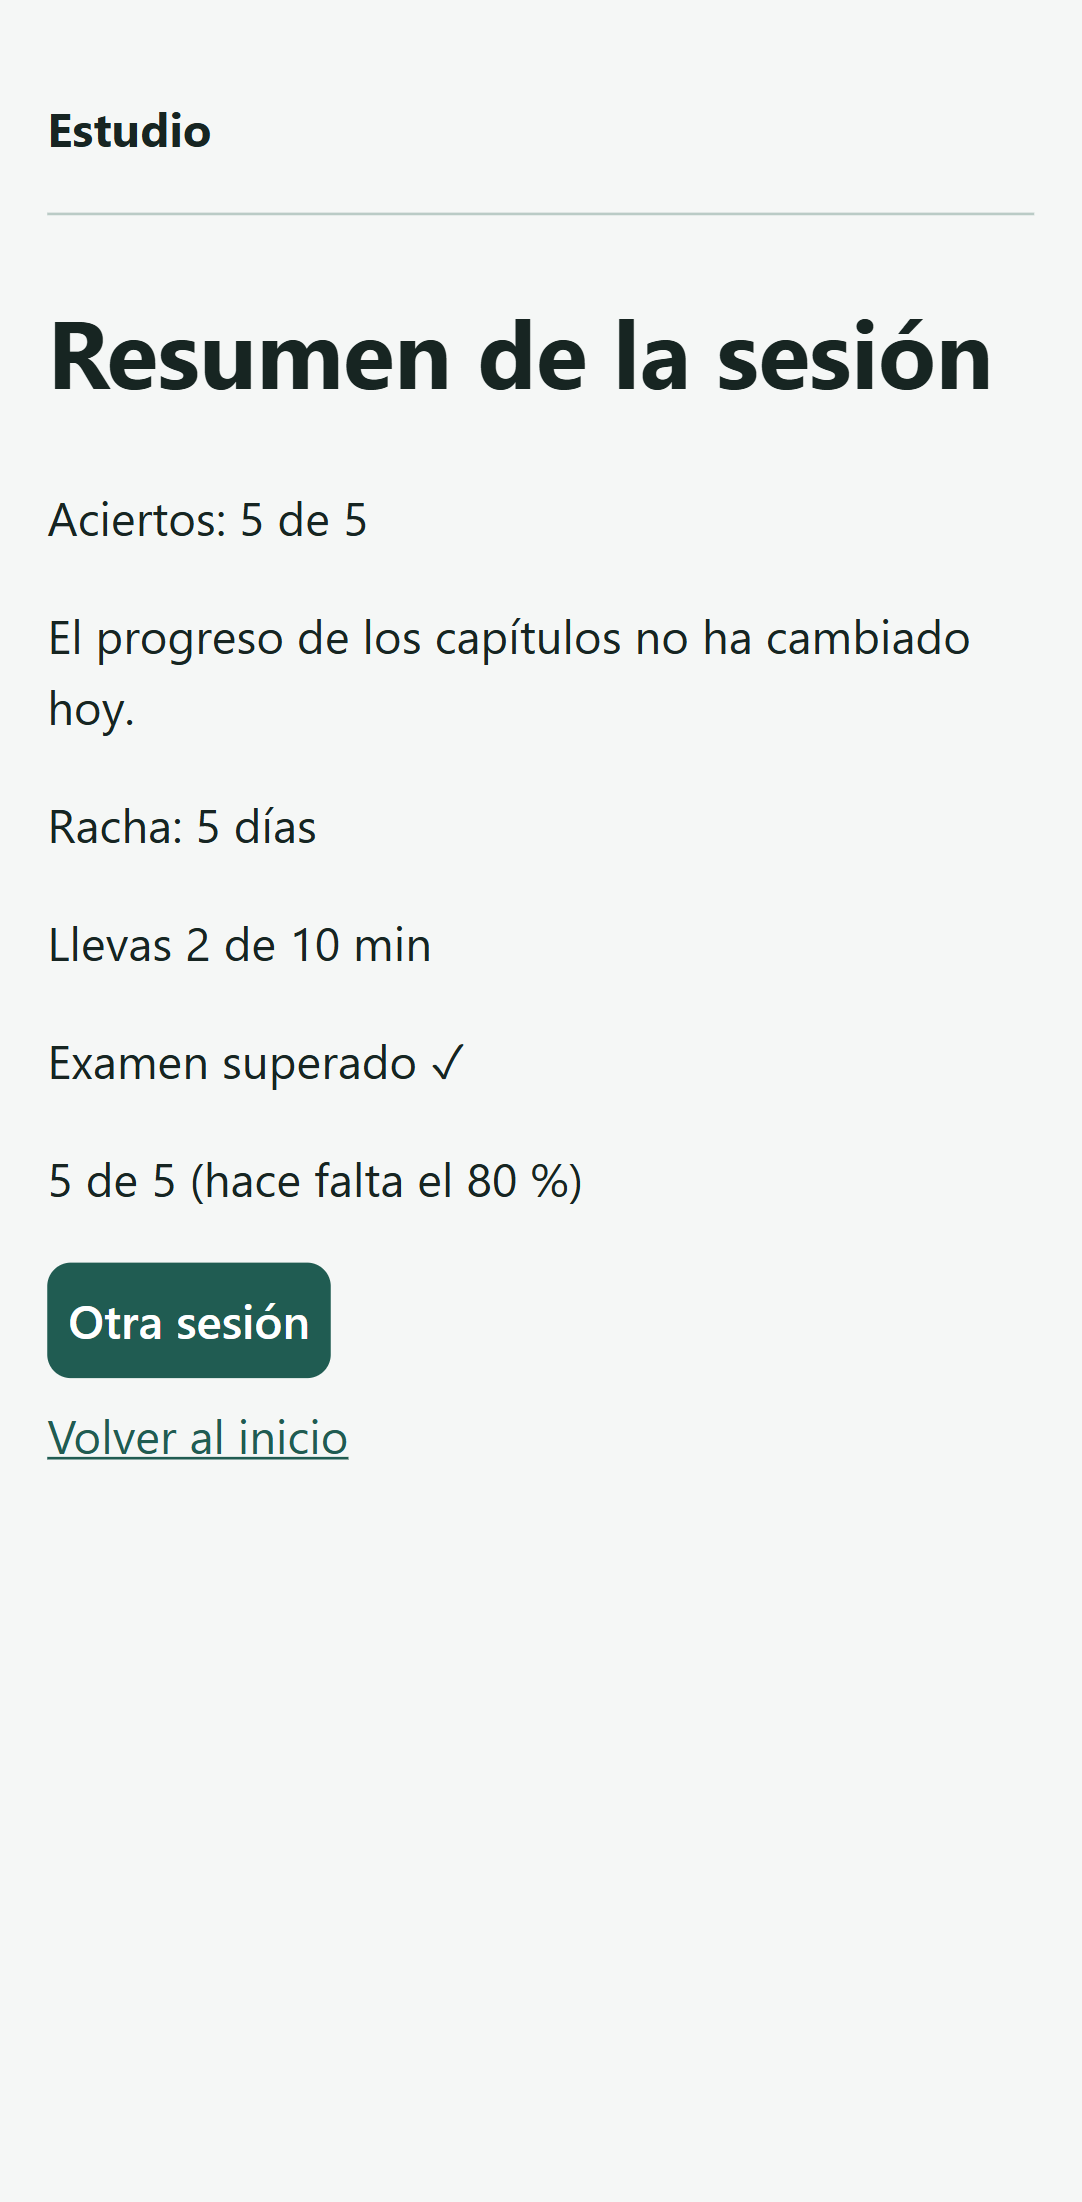 Estudio
Resumen de la sesión
Aciertos: 5 de 5
El progreso de los capítulos no ha cambiado
hoy.
Racha: 5 días
Llevas 2 de 10 min
Examen superado ✓
5 de 5 (hace falta el 80 %)
Otra sesión
Volver al inicio